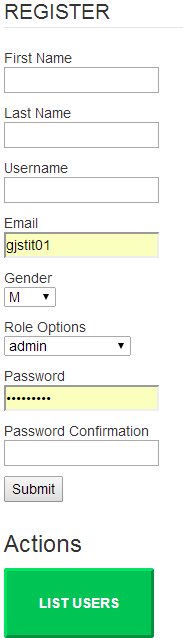 REGISTER
First Name
Last Name
Username
Email
gjstit01
Gender
M
Role Options
admin
Password
•••••••••
Password Confirmation
Submit
Actions
LIST USERS